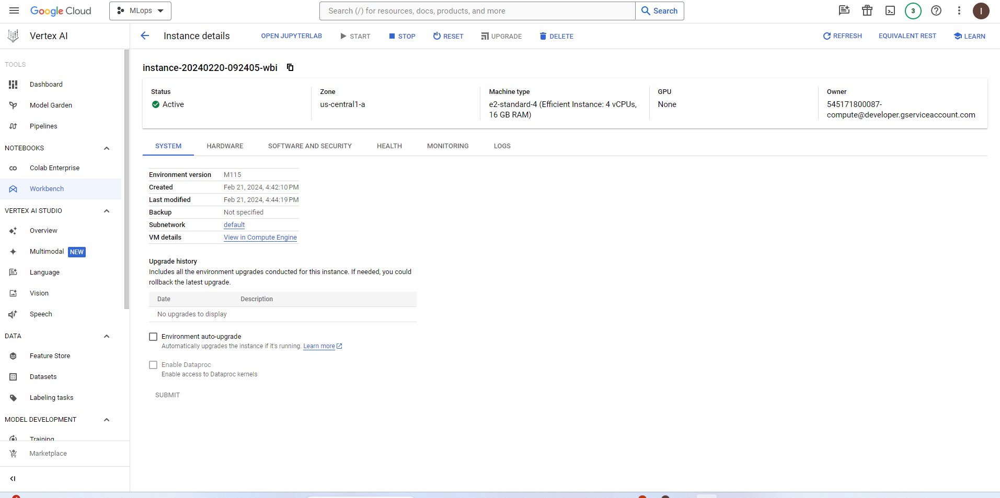 Google Cloud
MLops
Search (/) for resources, docs, products, and more
Search
3
I
Vertex AI
Instance details
OPEN JUPYTERLAB
START
STOP
RESET
UPGRADE
DELETE
REFRESH
EQUIVALENT REST
LEARN
TOOLS
Dashboard
Model Garden
Pipelines
NOTEBOOKS
Colab Enterprise
Workbench
VERTEX AI STUDIO
Overview
Multimodal NEW
Language
Vision
Speech
DATA
Feature Store
Datasets
Labeling tasks
MODEL DEVELOPMENT
Training
Marketplace
instance-20240220-092405-wbi
Status
Active
Zone
us-central1-a
Machine type
e2-standard-4 (Efficient Instance: 4 vCPUs,
16 GB RAM)
GPU
None
Owner
545171800087-
compute@developer.gserviceaccount.com
SYSTEM
HARDWARE
SOFTWARE AND SECURITY
HEALTH
MONITORING
LOGS
Environment version M115
Created Feb 21, 2024, 4:42:10 PM
Last modified Feb 21, 2024, 4:44:19 PM
Backup Not specified
Subnetwork default
VM details View in Compute Engine
Upgrade history
Includes all the environment upgrades conducted for this instance. If needed, you could
rollback the latest upgrade.
Date Description
No upgrades to display
Environment auto-upgrade
Automatically upgrades the instance if it's running. Learn more
Enable Dataproc
Enable access to Dataproc kernels
SUBMIT